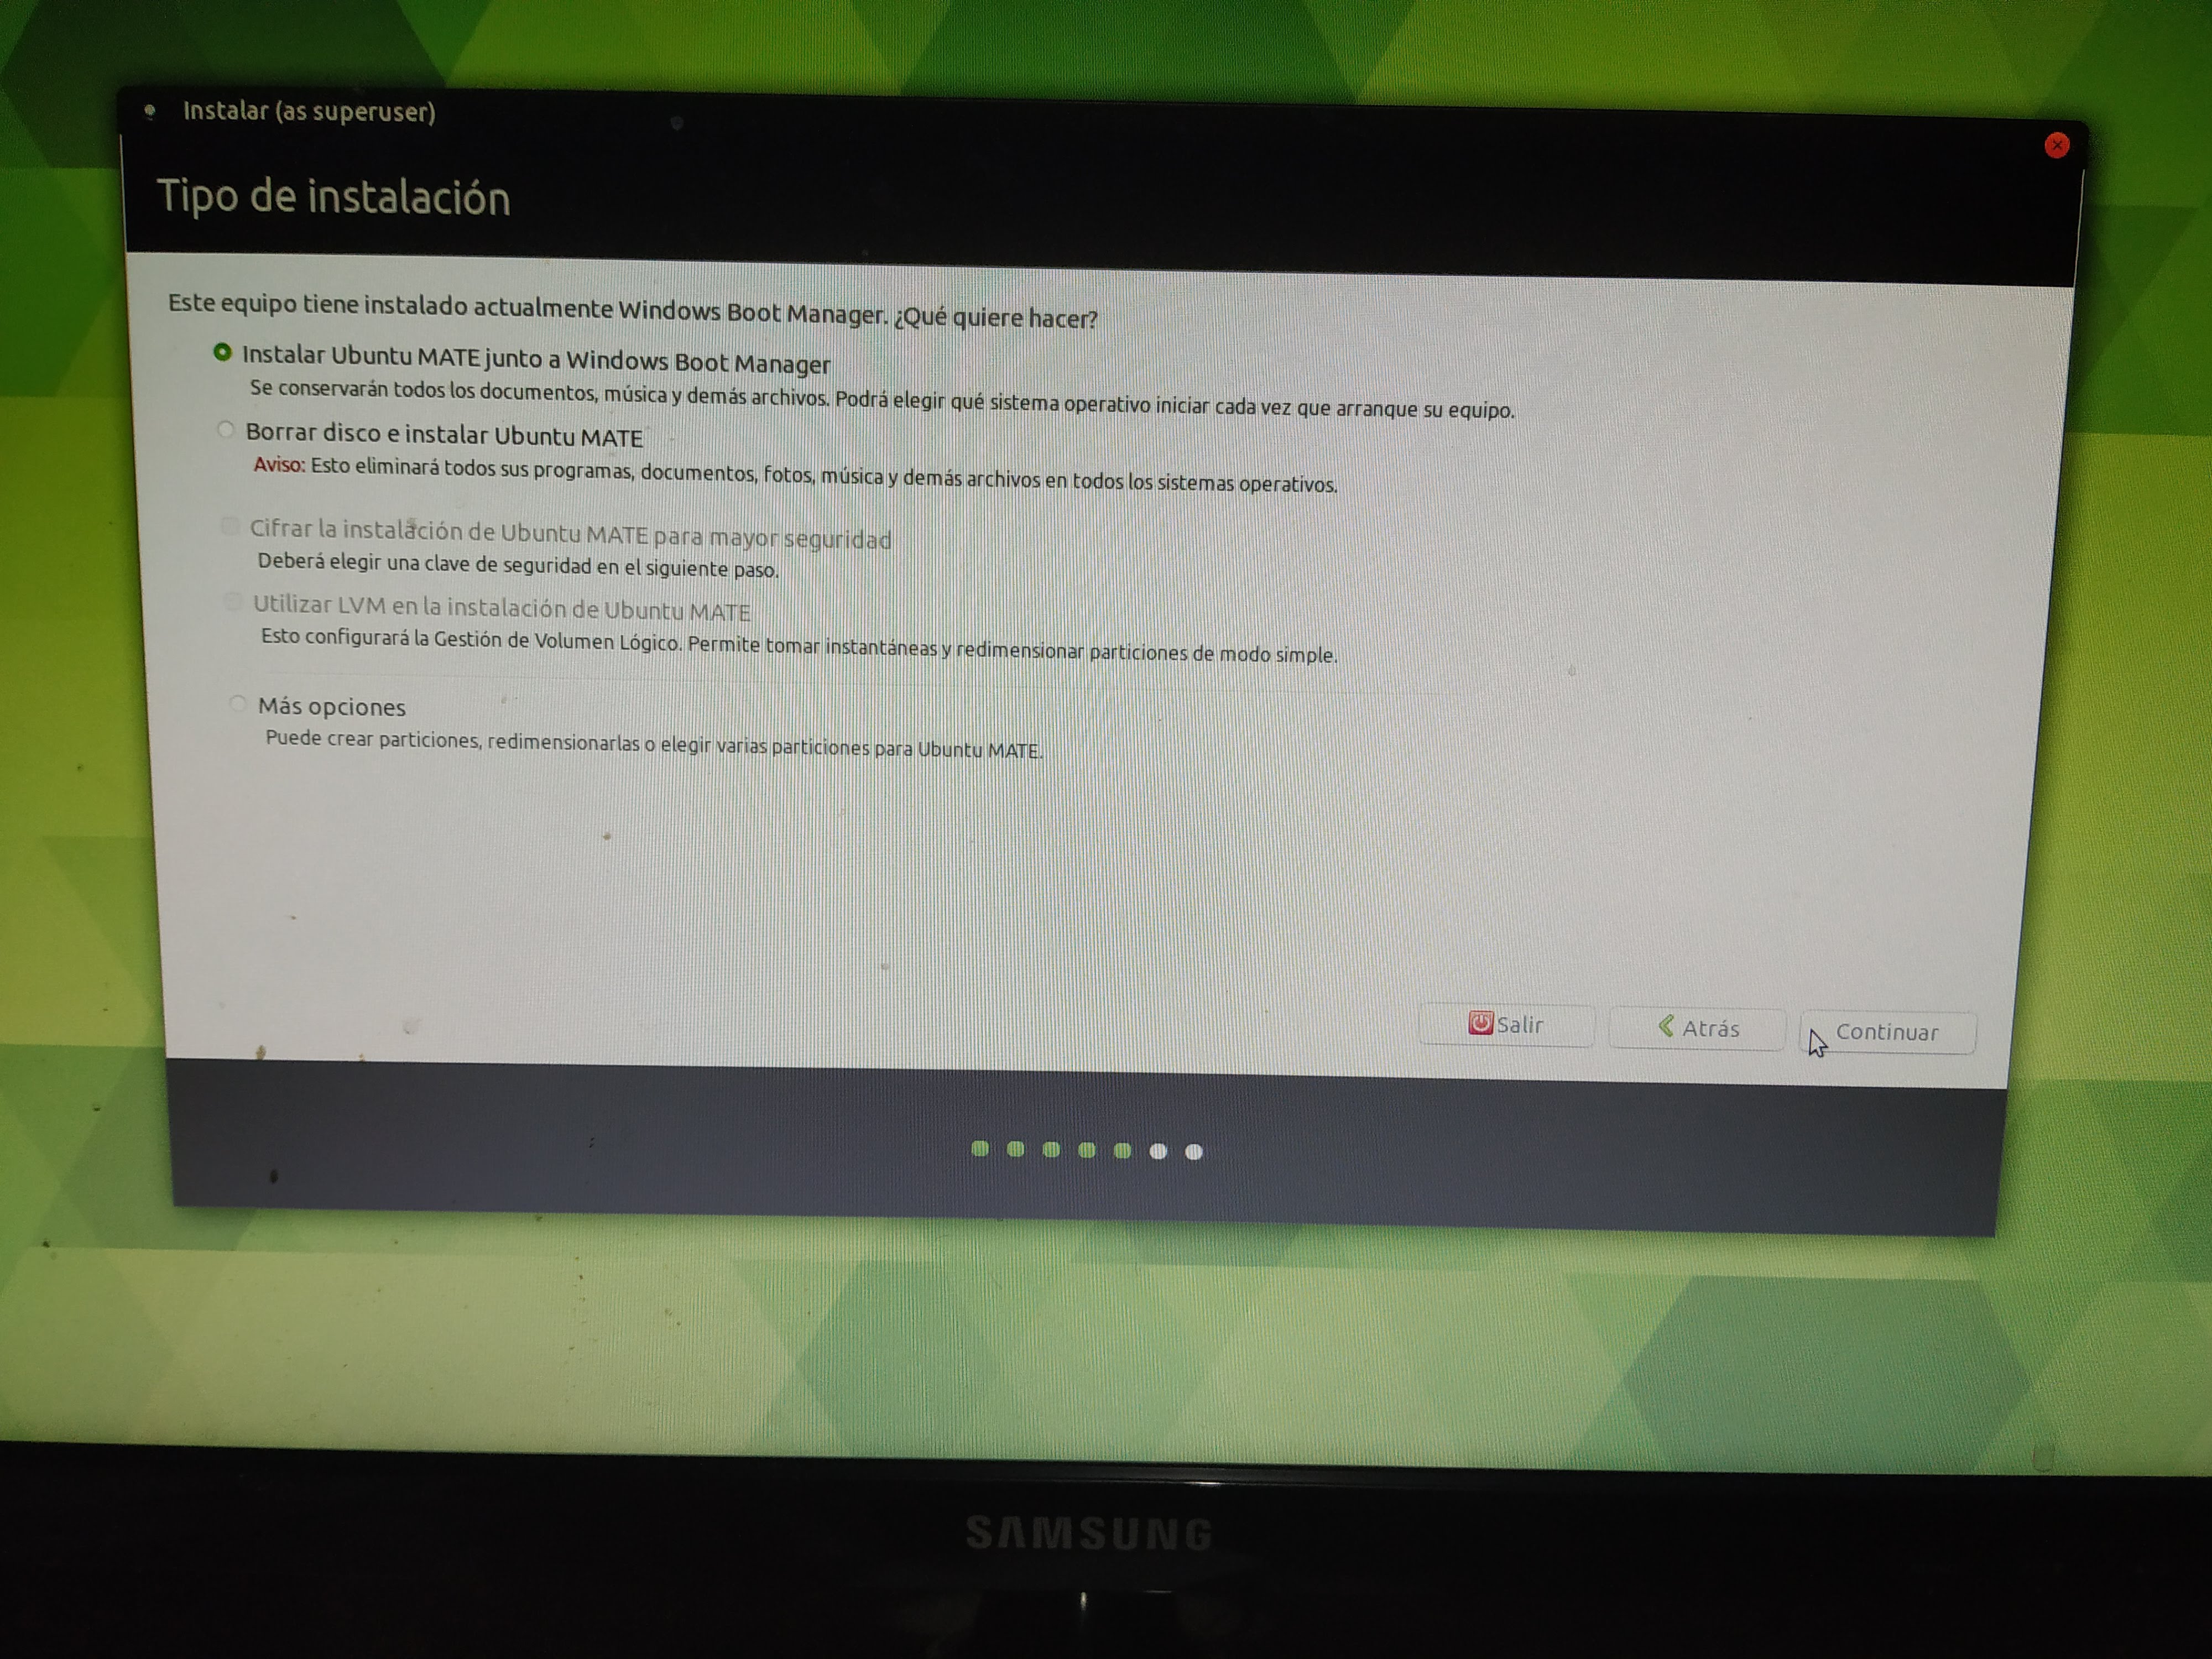 Instalar (as superuser)
Tipo de instalación
Este equipo tiene instalado actualmente Windows Boot Manager. ¿Qué quiere hacer?
Instalar Ubuntu MATE junto a Windows Boot Manager
Se conservarán todos los documentos, música y demás archivos. Podrá elegir qué sistema operativo iniciar cada vez que arranque su equipo.
Borrar disco e instalar Ubuntu MATE
Aviso: Esto eliminará todos sus programas, documentos, fotos, música y demás archivos en todos los sistemas operativos.
Cifrar la instalación de Ubuntu MATE para mayor seguridad
Deberá elegir una clave de seguridad en el siguiente paso.
Utilizar LVM en la instalación de Ubuntu MATE
Esto configurará la Gestión de Volumen Lógico. Permite tomar instantáneas y redimensionar particiones de modo simple.
Más opciones
Puede crear particiones, redimensionarlas o elegir varias particiones para Ubuntu MATE.
Salir Atrás Continuar
SAMSUNG